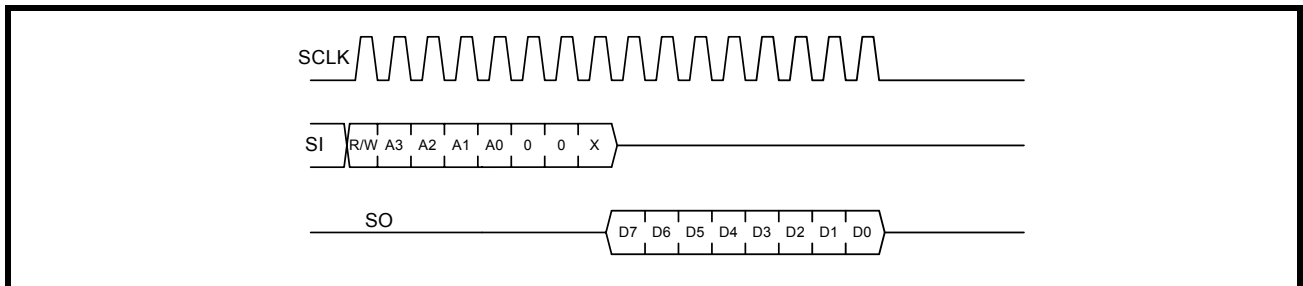 SCLK
SI R/W A3 A2 A1 A0 0 0 X
SO D7 D6 D5 D4 D3 D2 D1 D0